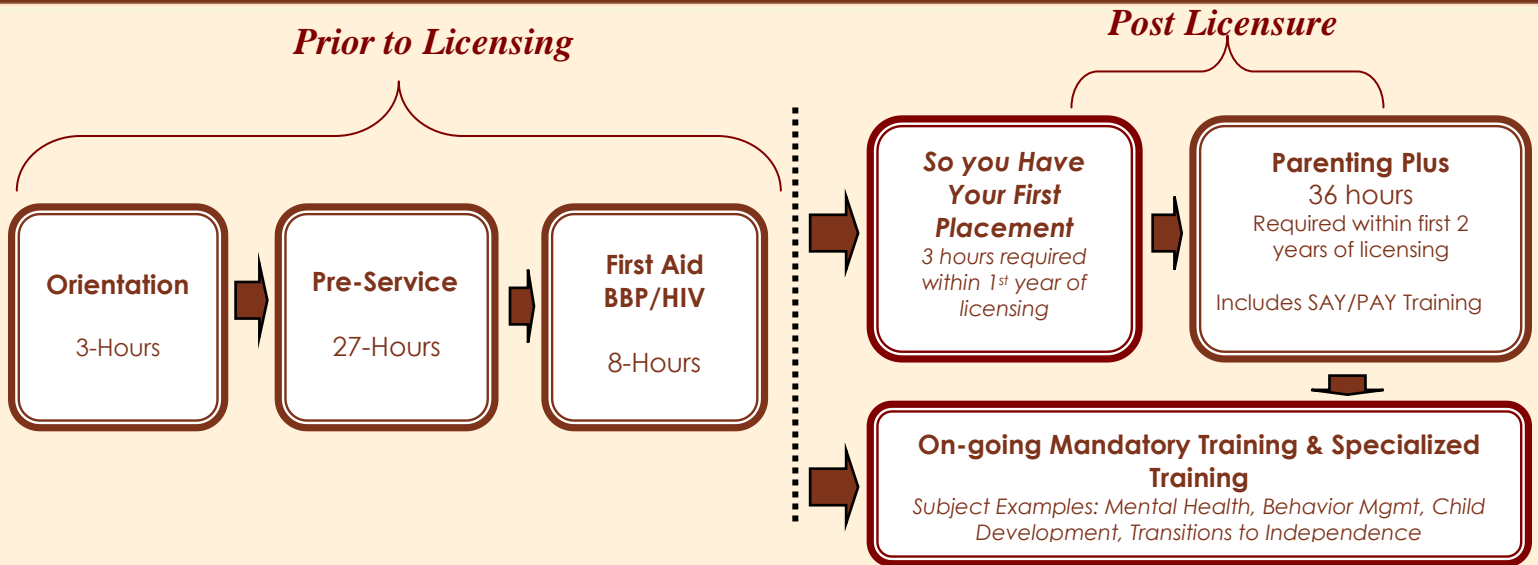 Prior to Licensing
Orientation
3-Hours
Pre-Service
27-Hours
First Aid
BBP/HIV
8-Hours
Post Licensure
So you Have
Your First
Placement
3 hours required
within 1st year of
licensing
Parenting Plus
36 hours
Required within first 2
years of licensing
Includes SAY/PAY Training
On-going Mandatory Training & Specialized
Training
Subject Examples: Mental Health, Behavior Mgmt, Child
Development, Transitions to Independence